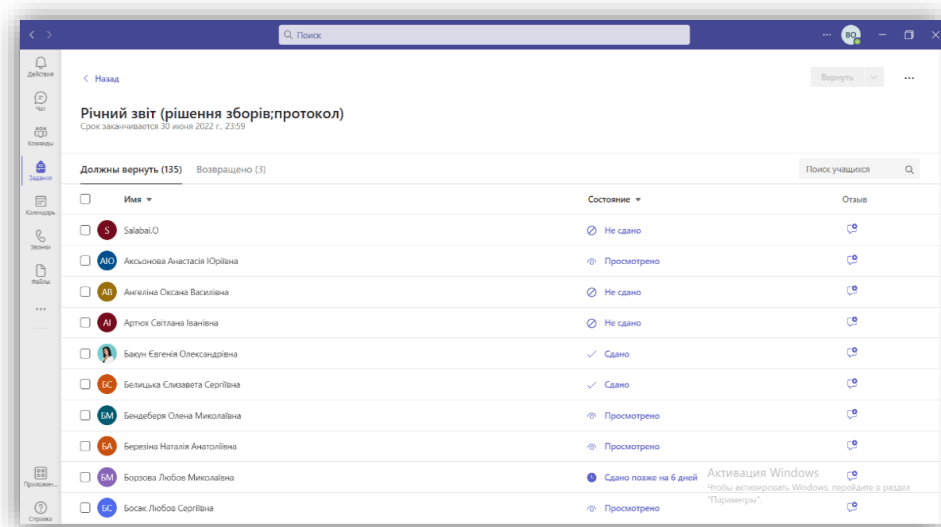 Поиск
ВО
Действия
Чат
Команды
Задания
Календарь
Звонки
Файлы
Приложен...
Справка
Назад
Вернуть
Річний звіт (рішення зборів;протокол)
Срок заканчивается 30 июня 2022 г., 23:59
Должны вернуть (135) Возвращено (3)
Поиск учащихся
Имя Состояние Отзыв
S Salabai.O Не сдано
АЮ Аксьонова Анастасія Юріївна Просмотрено
АВ Ангеліна Оксана Василівна Не сдано
АІ Артюх Світлана Іванівна Не сдано
Бакун Євгенія Олександрівна Сдано
БС Белицька Єлизавета Сергіївна Сдано
БМ Бендеберя Олена Миколаївна Просмотрено
БА Березіна Наталія Анатоліївна Просмотрено
БМ Борзова Любов Миколаївна Сдано позже на 6 дней
БС Босак Любов Сергіївна Просмотрено
Активация Windows
Чтобы активировать Windows, перейдите в раздел
"Параметры".